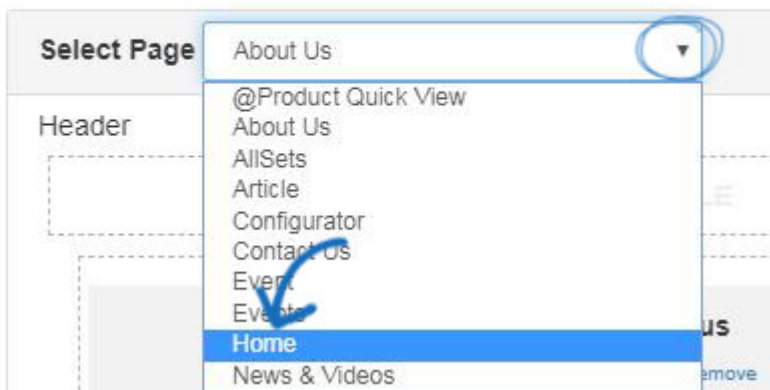 Select Page About Us
@Product Quick View
Header
About Us
AllSets
Article
Configurator
Contact Us
Event
Events
Home
us
News & Videos